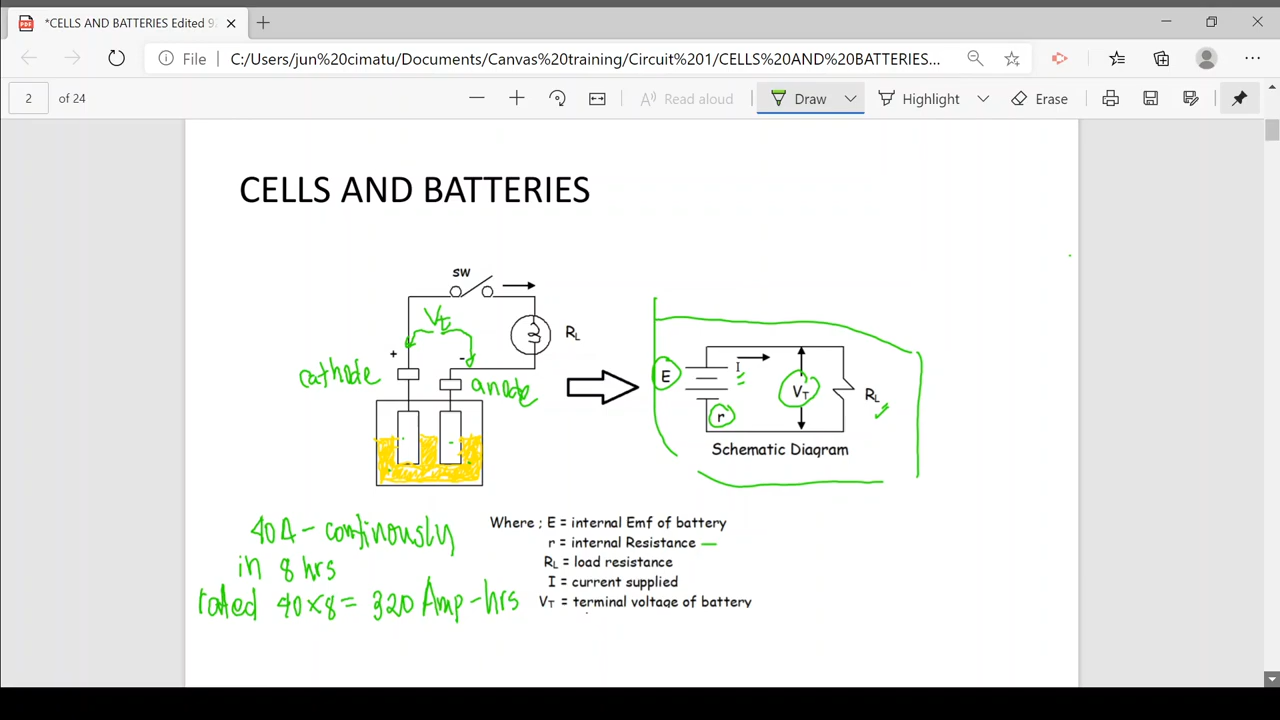 *CELLS AND BATTERIES Edited 9
File C:/Users/jun%20cimatu/Documents/Canvas%20training/Circuit%201/CELLS%20AND%20BATTERIES...
2 of 24
Read aloud
Draw
Highlight
Erase
CELLS AND BATTERIES
SW
Vt
RL
+
-
cathode
anode
E
I
r
VT
RL
Schematic Diagram
40A - continously
in 8 hrs
rated 40x8 = 320 Amp-hrs
Where ; E = internal Emf of battery
r = internal Resistance
RL = load resistance
I = current supplied
VT = terminal voltage of battery